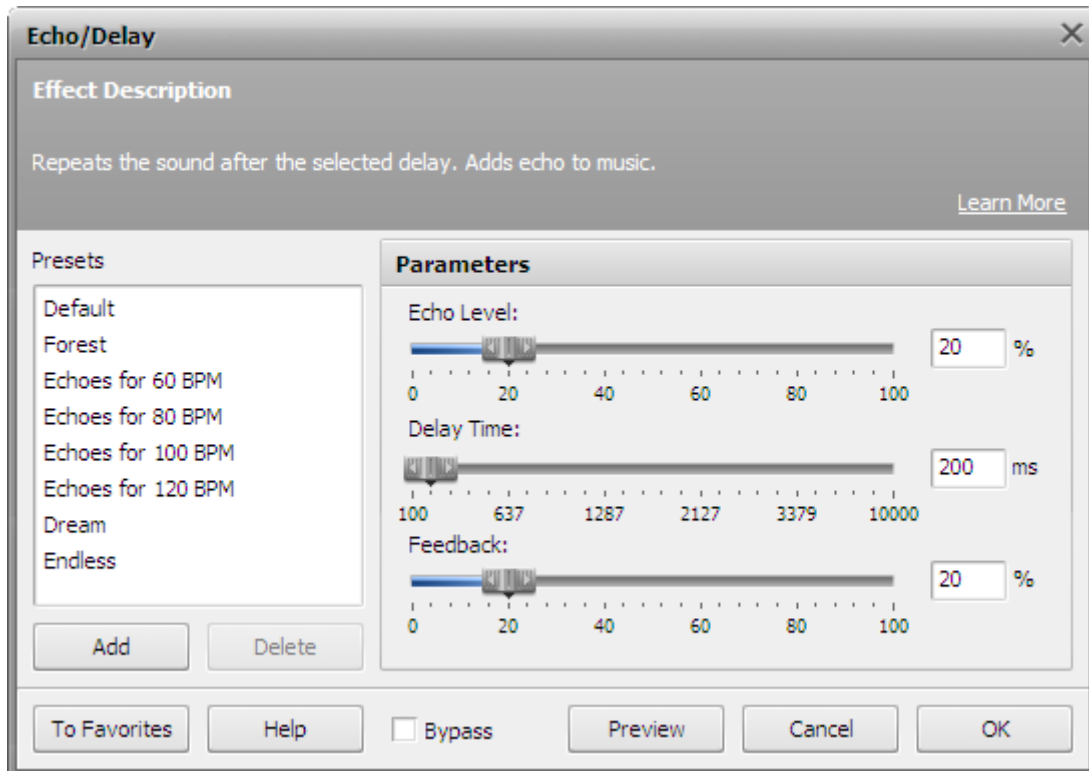 Echo/Delay
Effect Description
Repeats the sound after the selected delay. Adds echo to music.
Learn More
Presets
Default
Forest
Echoes for 60 BPM
Echoes for 80 BPM
Echoes for 100 BPM
Echoes for 120 BPM
Dream
Endless
Add Delete
Parameters
Echo Level:
20 %
0 20 40 60 80 100
Delay Time:
200 ms
100 637 1287 2127 3379 10000
Feedback:
20 %
0 20 40 60 80 100
To Favorites Help Bypass Preview Cancel OK